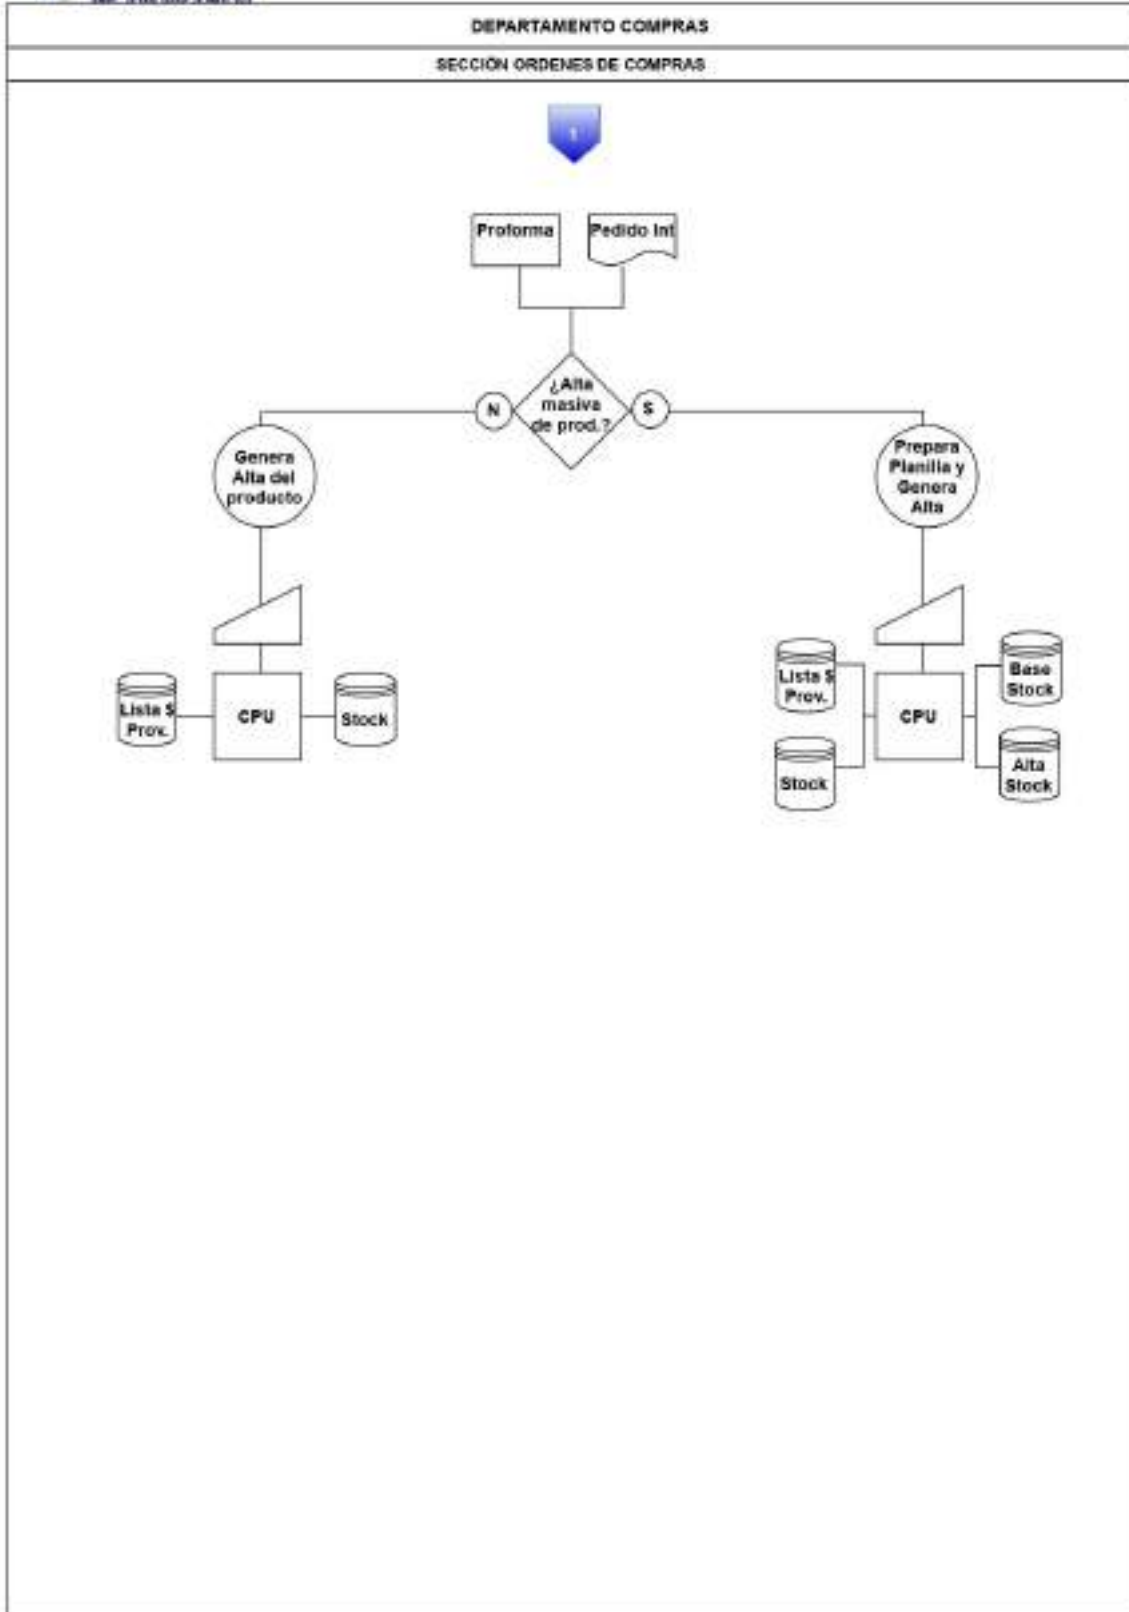 DEPARTAMENTO COMPRAS
SECCIÓN ORDENES DE COMPRAS
1
Proforma
Pedido Int
¿Alta
masiva
de prod.?
N
S
Genera
Alta del
producto
Prepara
Planilla y
Genera
Alta
Lista $
Prov.
CPU
Stock
Lista $
Prov.
Stock
CPU
Base
Stock
Alta
Stock